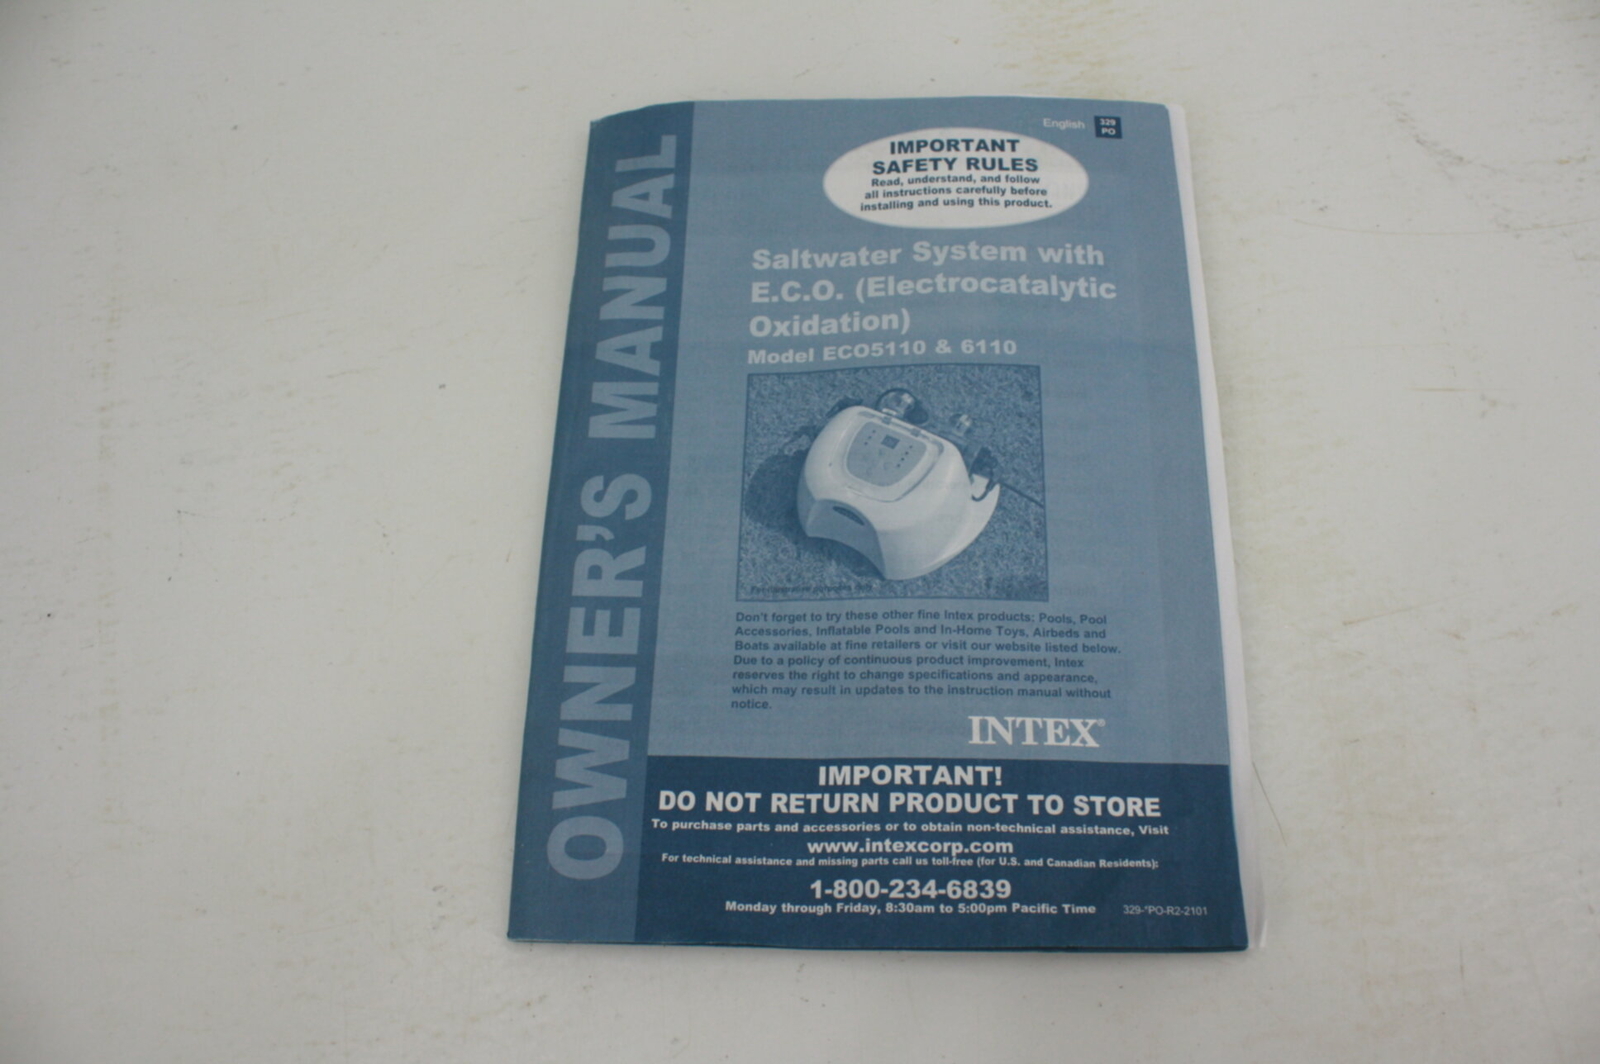 English
329
PO
IMPORTANT
SAFETY RULES
Read, understand, and follow
all instructions carefully before
installing and using this product.
OWNER'S MANUAL
Saltwater System with
E.C.O. (Electrocatalytic
Oxidation)
Model ECO5110 & 6110
Don't forget to try these other fine Intex products: Pools, Pool
Accessories, Inflatable Pools and In-Home Toys, Airbeds and
Boats available at fine retailers or visit our website listed below.
Due to a policy of continuous product improvement, Intex
reserves the right to change specifications and appearance,
which may result in updates to the instruction manual without
notice.
INTEX®
IMPORTANT!
DO NOT RETURN PRODUCT TO STORE
To purchase parts and accessories or to obtain non-technical assistance, Visit
www.intexcorp.com
For technical assistance and missing parts call us toll-free (for U.S. and Canadian Residents):
1-800-234-6839
Monday through Friday, 8:30am to 5:00pm Pacific Time
329-*PO-R2-2101